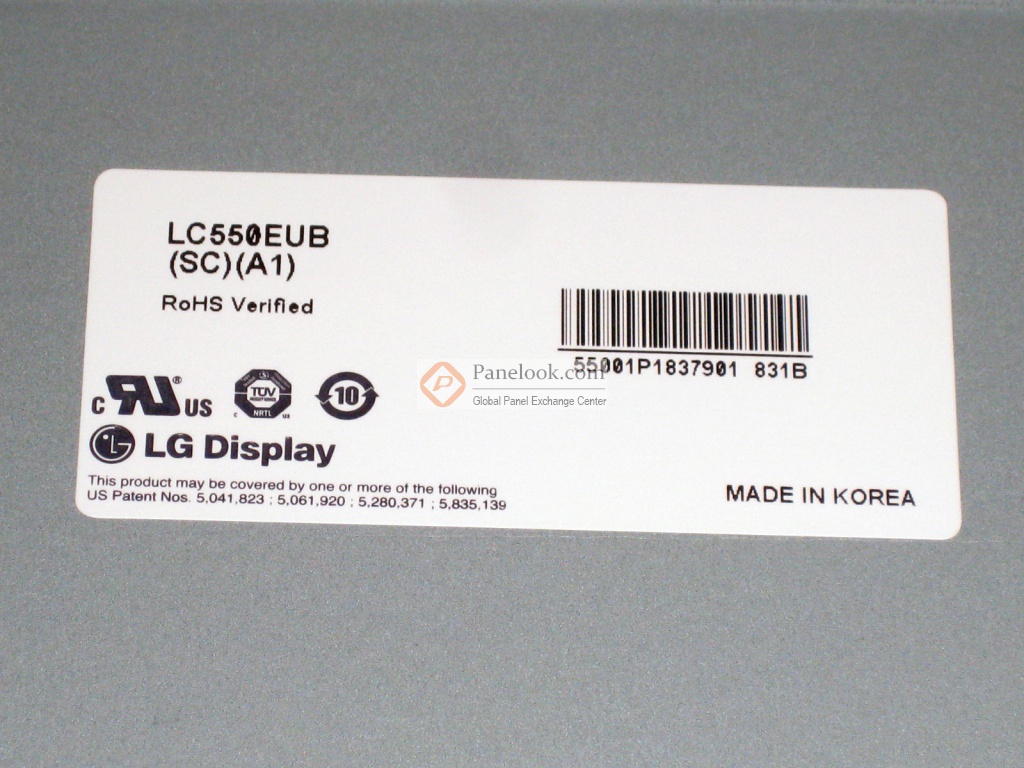 LC550EUB
(SC)(A1)
RoHS Verified
55001P1837901 831B
Panelook.com
Global Panel Exchange Center
c UL ® US
TÜV
NRTL
c us
10
LG Display
This product may be covered by one or more of the following
US Patent Nos. 5,041,823 ; 5,061,920 ; 5,280,371 ; 5,835,139
MADE IN KOREA